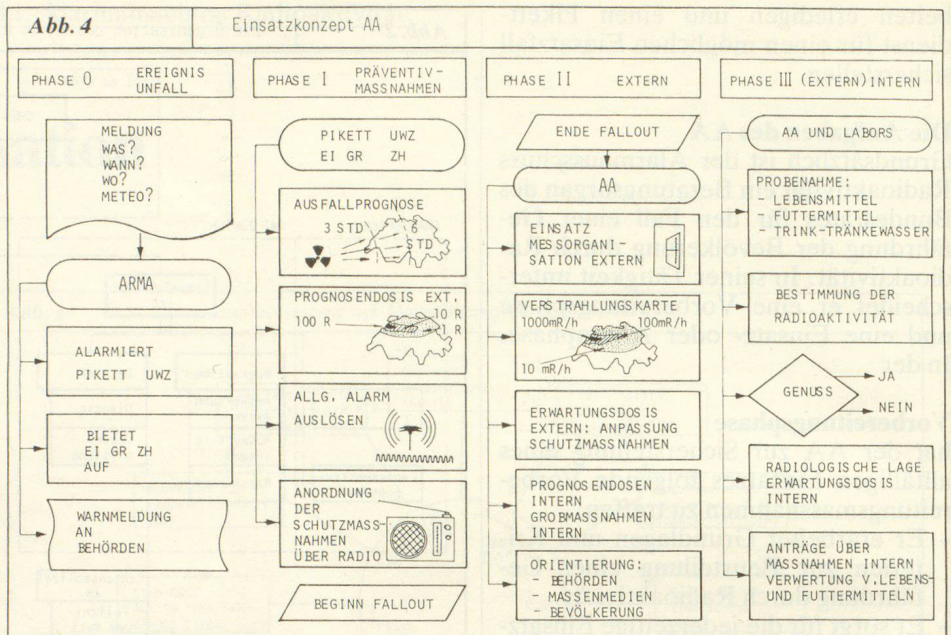 Abb. 4
Einsatzkonzept AA
PHASE 0 EREIGNIS
UNFALL
MELDUNG
WAS?
WANN?
WO?
METEO?
ARMA
ALARMIERT
PIKETT UWZ
BIETET
EI GR ZH
AUF
WARNMELDUNG
AN
BEHÖRDEN
PHASE I PRÄVENTIV-
MASSNAHMEN
PIKETT UWZ
EI GR ZH
AUSFALLPROGNOSE
3 STD 6
STD
PROGNOSENDOSIS EXT.
100 R 10 R
1 R
ALLG. ALARM
AUSLÖSEN
ANORDNUNG
DER
SCHUTZMASS-
NAHMEN
ÜBER RADIO
BEGINN FALLOUT
PHASE II EXTERN
ENDE FALLOUT
AA
EINSATZ
MESSORGANI-
SATION EXTERN
VERSTRAHLUNGSKARTE
1000mR/h 100mR/h
10 mR/h
ERWARTUNGSDOSIS
EXTERN: ANPASSUNG
SCHUTZMASSNAHMEN
PROGNOSENDOSEN
INTERN
GROBMASSNAHMEN
INTERN
ORIENTIERUNG:
- BEHÖRDEN
- MASSENMEDIEN
- BEVÖLKERUNG
PHASE III (EXTERN) INTERN
AA UND LABORS
PROBENAHME:
- LEBENSMITTEL
- FUTTERMITTEL
- TRINK-TRÄNKEWASSER
BESTIMMUNG DER
RADIOAKTIVITÄT
GENUSS
JA
NEIN
RADIOLOGISCHE LAGE
ERWARTUNGSDOSIS
INTERN
ANTRÄGE ÜBER
MASSNAHMEN INTERN
VERWERTUNG V.LEBENS-
UND FUTTERMITTELN